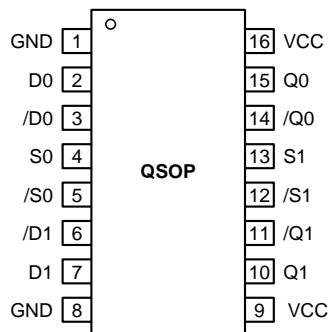 GND 1 16 VCC
D0 2 15 Q0
/D0 3 14 /Q0
S0 4 13 S1
QSOP
/S0 5 12 /S1
/D1 6 11 /Q1
D1 7 10 Q1
GND 8 9 VCC